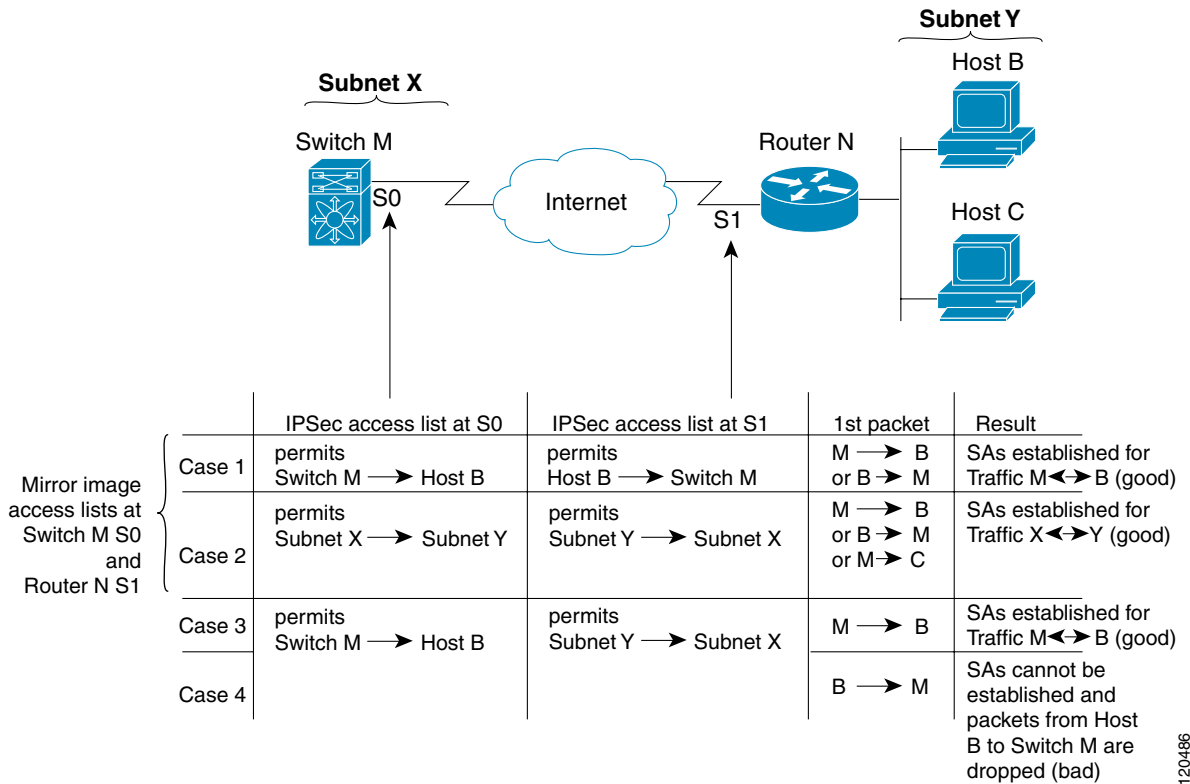 Subnet Y
Host B
Subnet X
Switch M
Router N
S0
Internet
S1
Host C
IPSec access list at S0
IPSec access list at S1
1st packet
Result
Mirror image
access lists at
Switch M S0
and
Router N S1
Case 1
permits
Switch M → Host B
permits
Host B → Switch M
M → B
or B → M
SAs established for
Traffic M↔B (good)
Case 2
permits
Subnet X → Subnet Y
permits
Subnet Y → Subnet X
M → B
or B → M
or M → C
SAs established for
Traffic X↔Y (good)
Case 3
permits
Switch M → Host B
permits
Subnet Y → Subnet X
M → B
SAs established for
Traffic M↔B (good)
Case 4
B → M
SAs cannot be
established and
packets from Host
B to Switch M are
dropped (bad)
120486